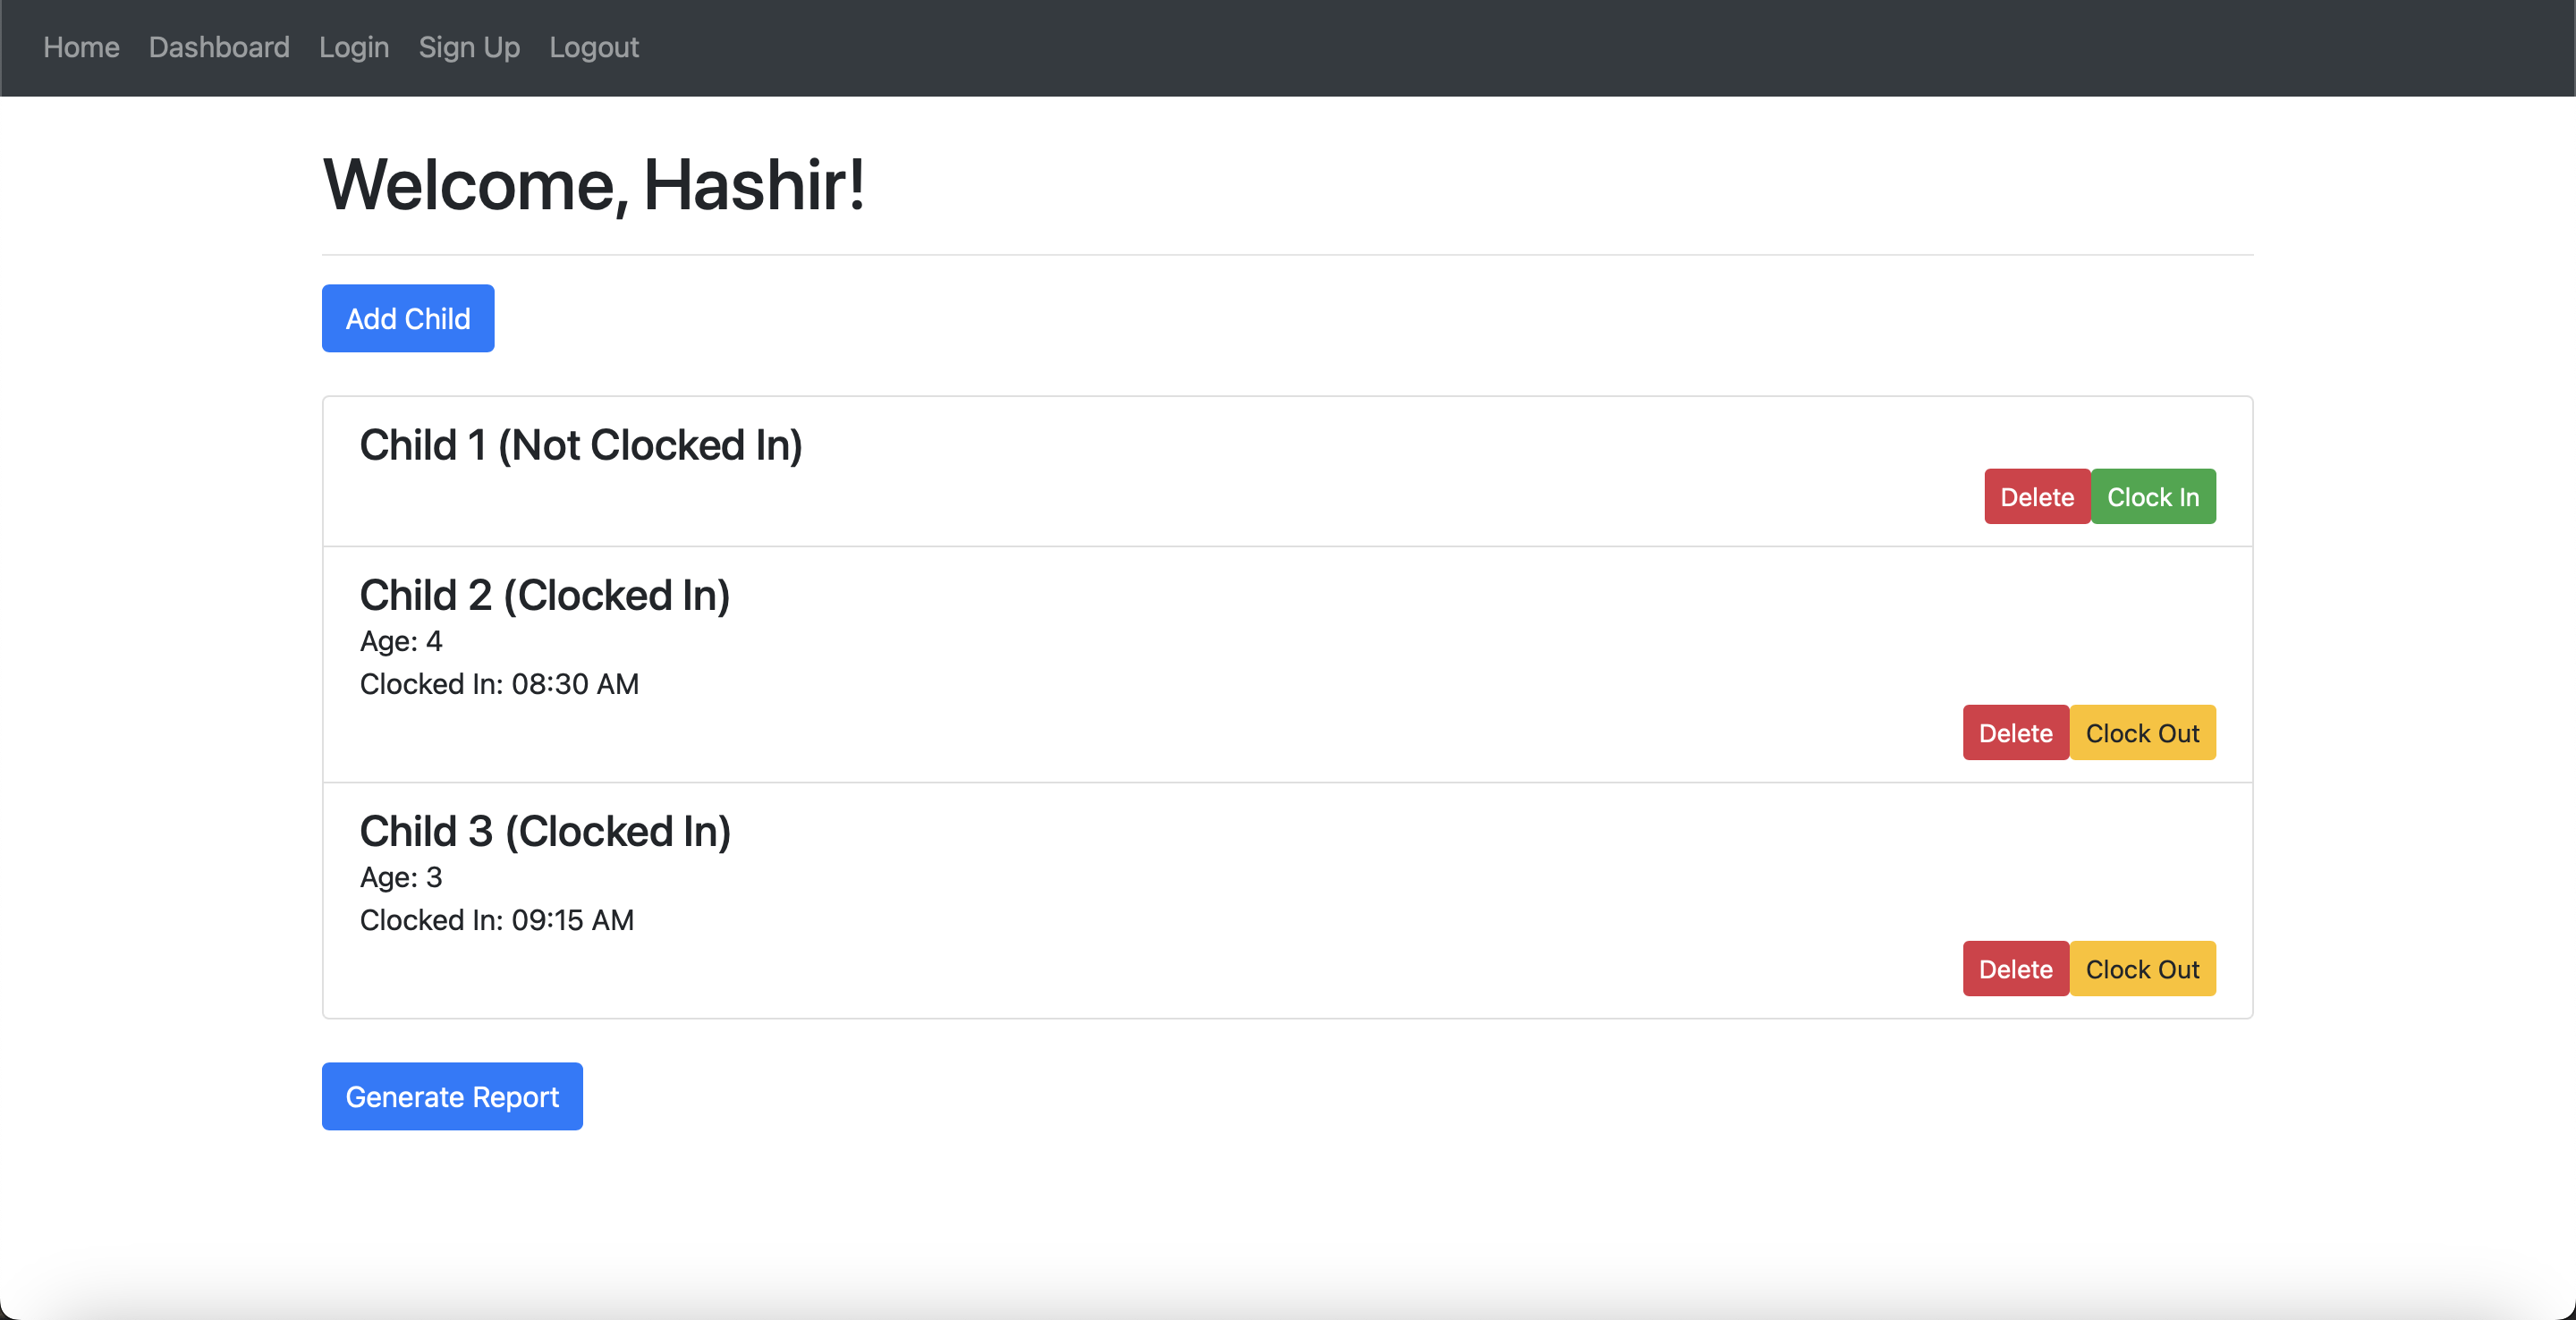 Home Dashboard Login Sign Up Logout
Welcome, Hashir!
Add Child
Child 1 (Not Clocked In)
Delete Clock In
Child 2 (Clocked In)
Age: 4
Clocked In: 08:30 AM
Delete Clock Out
Child 3 (Clocked In)
Age: 3
Clocked In: 09:15 AM
Delete Clock Out
Generate Report